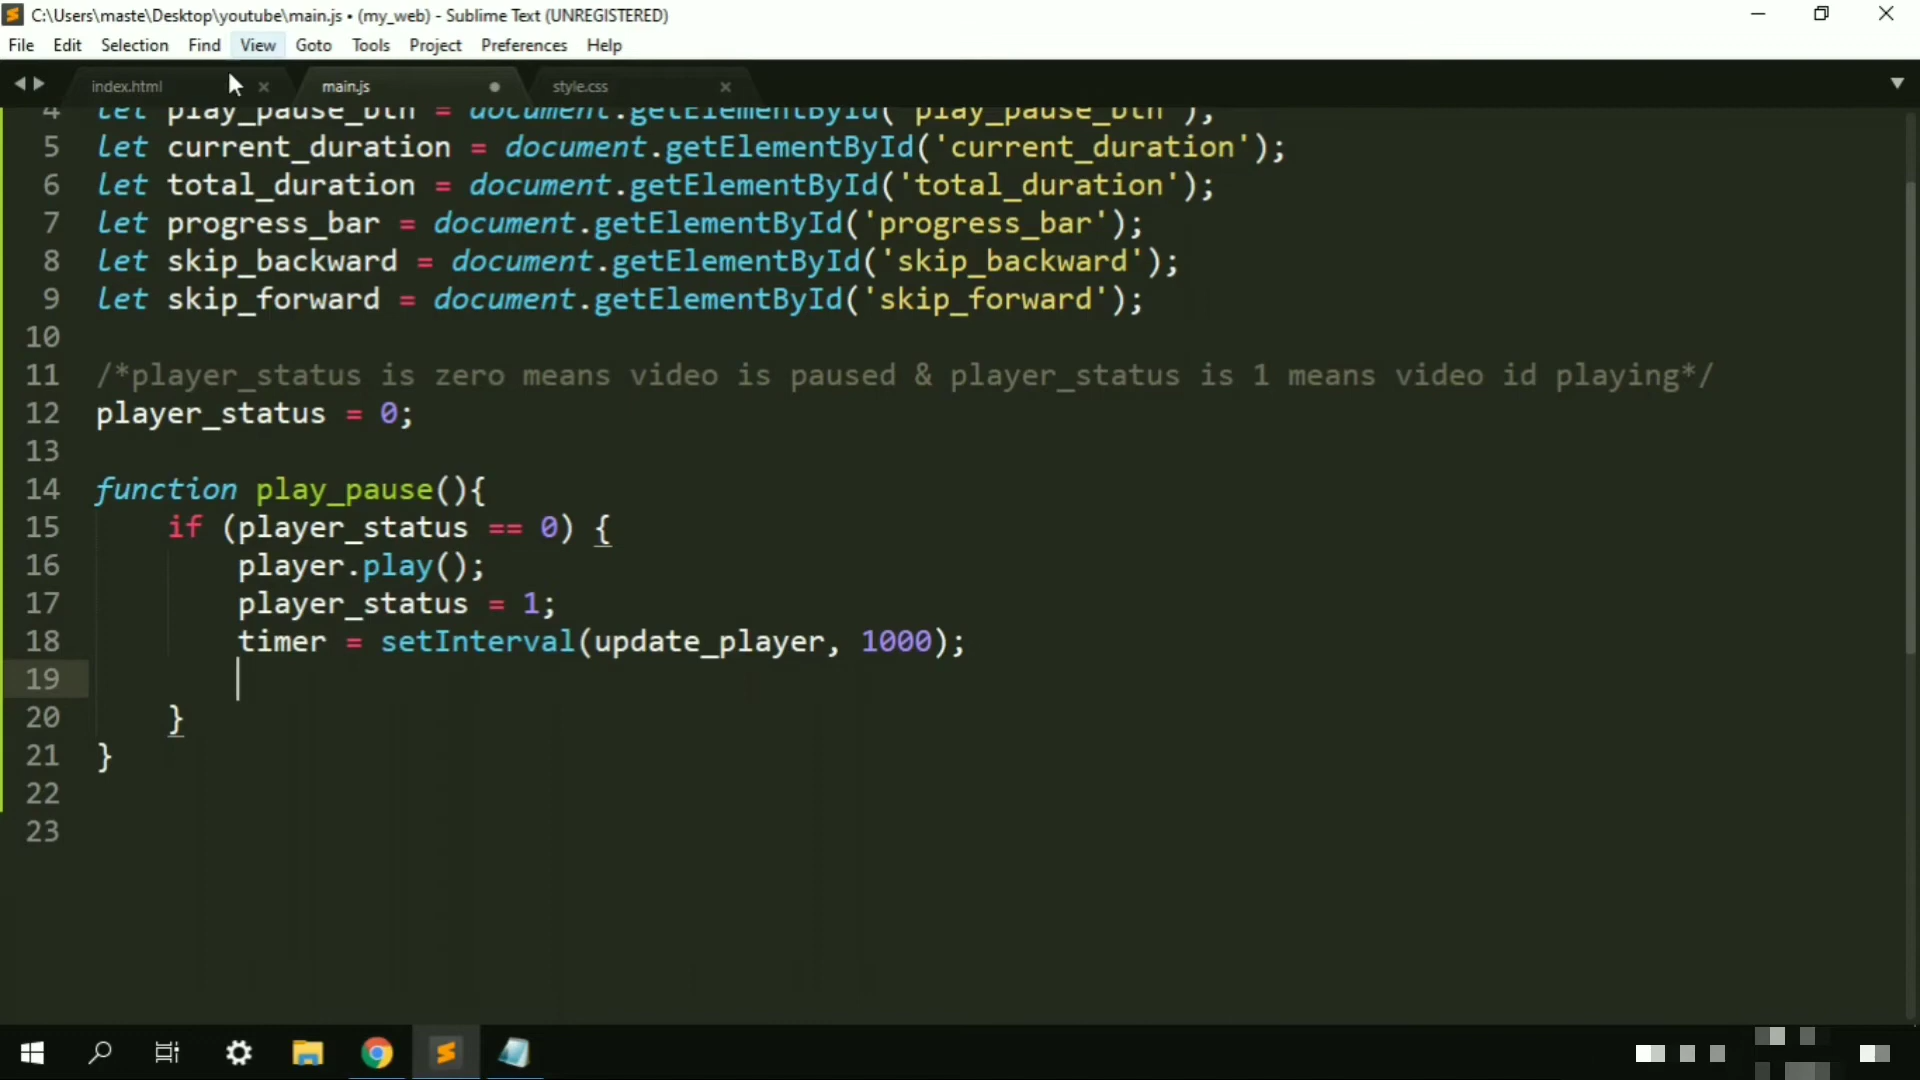 C:\Users\maste\Desktop\youtube\main.js • (my_web) - Sublime Text (UNREGISTERED)
File Edit Selection Find View Goto Tools Project Preferences Help
index.html main.js style.css
4 let play_pause_btn = document.getElementById('play_pause_btn');
5 let current_duration = document.getElementById('current_duration');
6 let total_duration = document.getElementById('total_duration');
7 let progress_bar = document.getElementById('progress_bar');
8 let skip_backward = document.getElementById('skip_backward');
9 let skip_forward = document.getElementById('skip_forward');
10
11 /*player_status is zero means video is paused & player_status is 1 means video id playing*/
12 player_status = 0;
13
14 function play_pause(){
15 if (player_status == 0) {
16 player.play();
17 player_status = 1;
18 timer = setInterval(update_player, 1000);
19
20 }
21 }
22
23